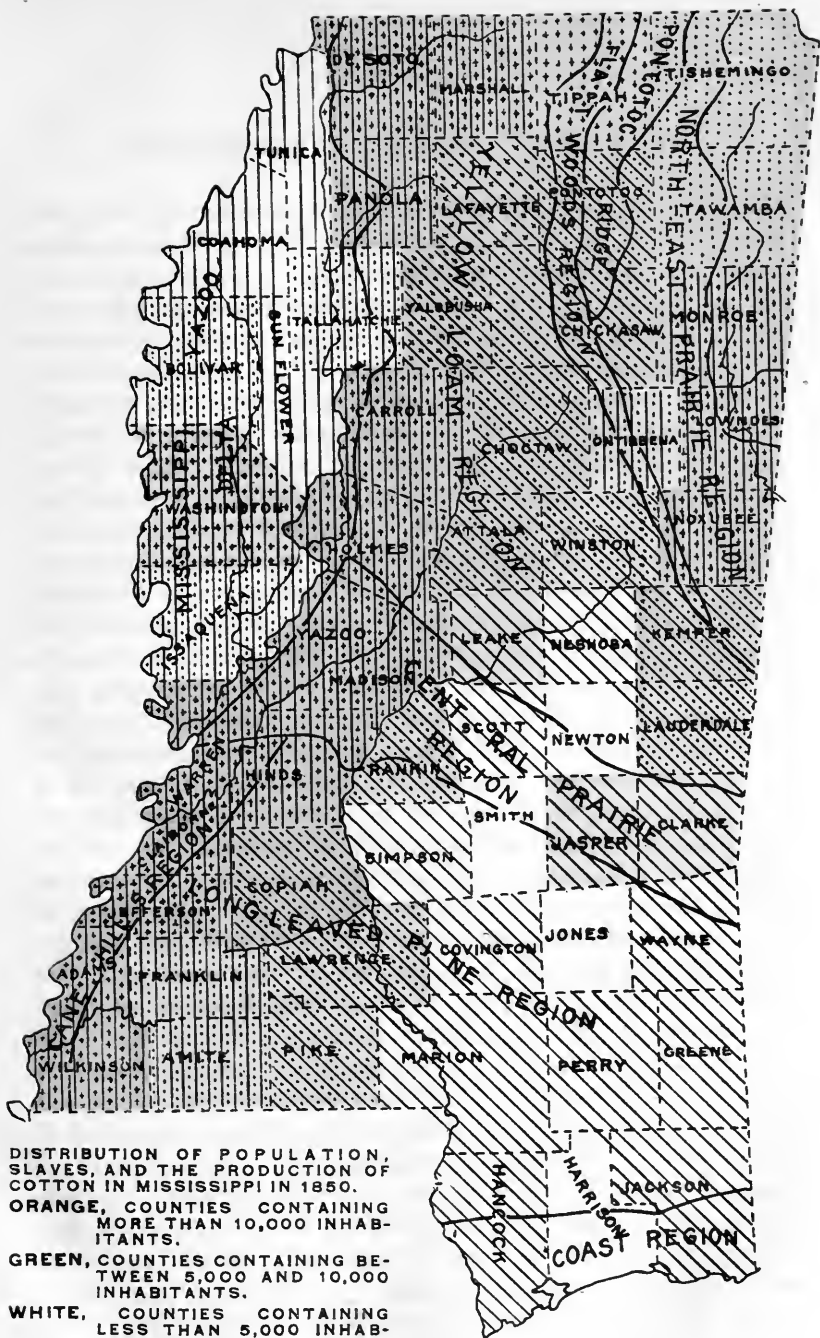 DE SOTO
MARSHALL
TIPPAH
TISHEMINGO
FLAT WOODS REGION
PONTOTOC RIDGE
NORTH EAST PRAIRIE REGION
TUNICA
PANOLA
LAFAYETTE
PONTOTOC
ITAWAMBA
YELLOW LOAM REGION
COAHOMA
YAZOO
MISSISSIPPI DELTA
SUN FLOWER
TALLAHATCHE
YALOBUSHA
CHICKASAW
MONROE
BOLIVAR
CARROLL
CHOCTAW
OKTIBBENA
LOWNDES
WASHINGTON
HOLMES
ATTALA
WINSTON
NOXUBEE
ISSAQUENA
YAZOO
MADISON
LEAKE
NESHOBA
KEMPER
CENTRAL PRAIRIE
REGION
SCOTT
NEWTON
LAUDERDALE
WARREN
HINDS
RANKIN
SMITH
JASPER
CLARKE
SIMPSON
COPIAH
JEFFERSON
LONG LEAVED PINE REGION
LAWRENCE
COVINGTON
JONES
WAYNE
ADAMS
FRANKLIN
WILKINSON
AMITE
PIKE
MARION
PERRY
GREENE
HANCOCK
HARRISON
JACKSON
COAST REGION
DISTRIBUTION OF POPULATION,
SLAVES, AND THE PRODUCTION OF
COTTON IN MISSISSIPPI IN 1850.
ORANGE, COUNTIES CONTAINING
MORE THAN 10,000 INHAB-
ITANTS.
GREEN, COUNTIES CONTAINING BE-
TWEEN 5,000 AND 10,000
INHABITANTS.
WHITE, COUNTIES CONTAINING
LESS THAN 5,000 INHAB-